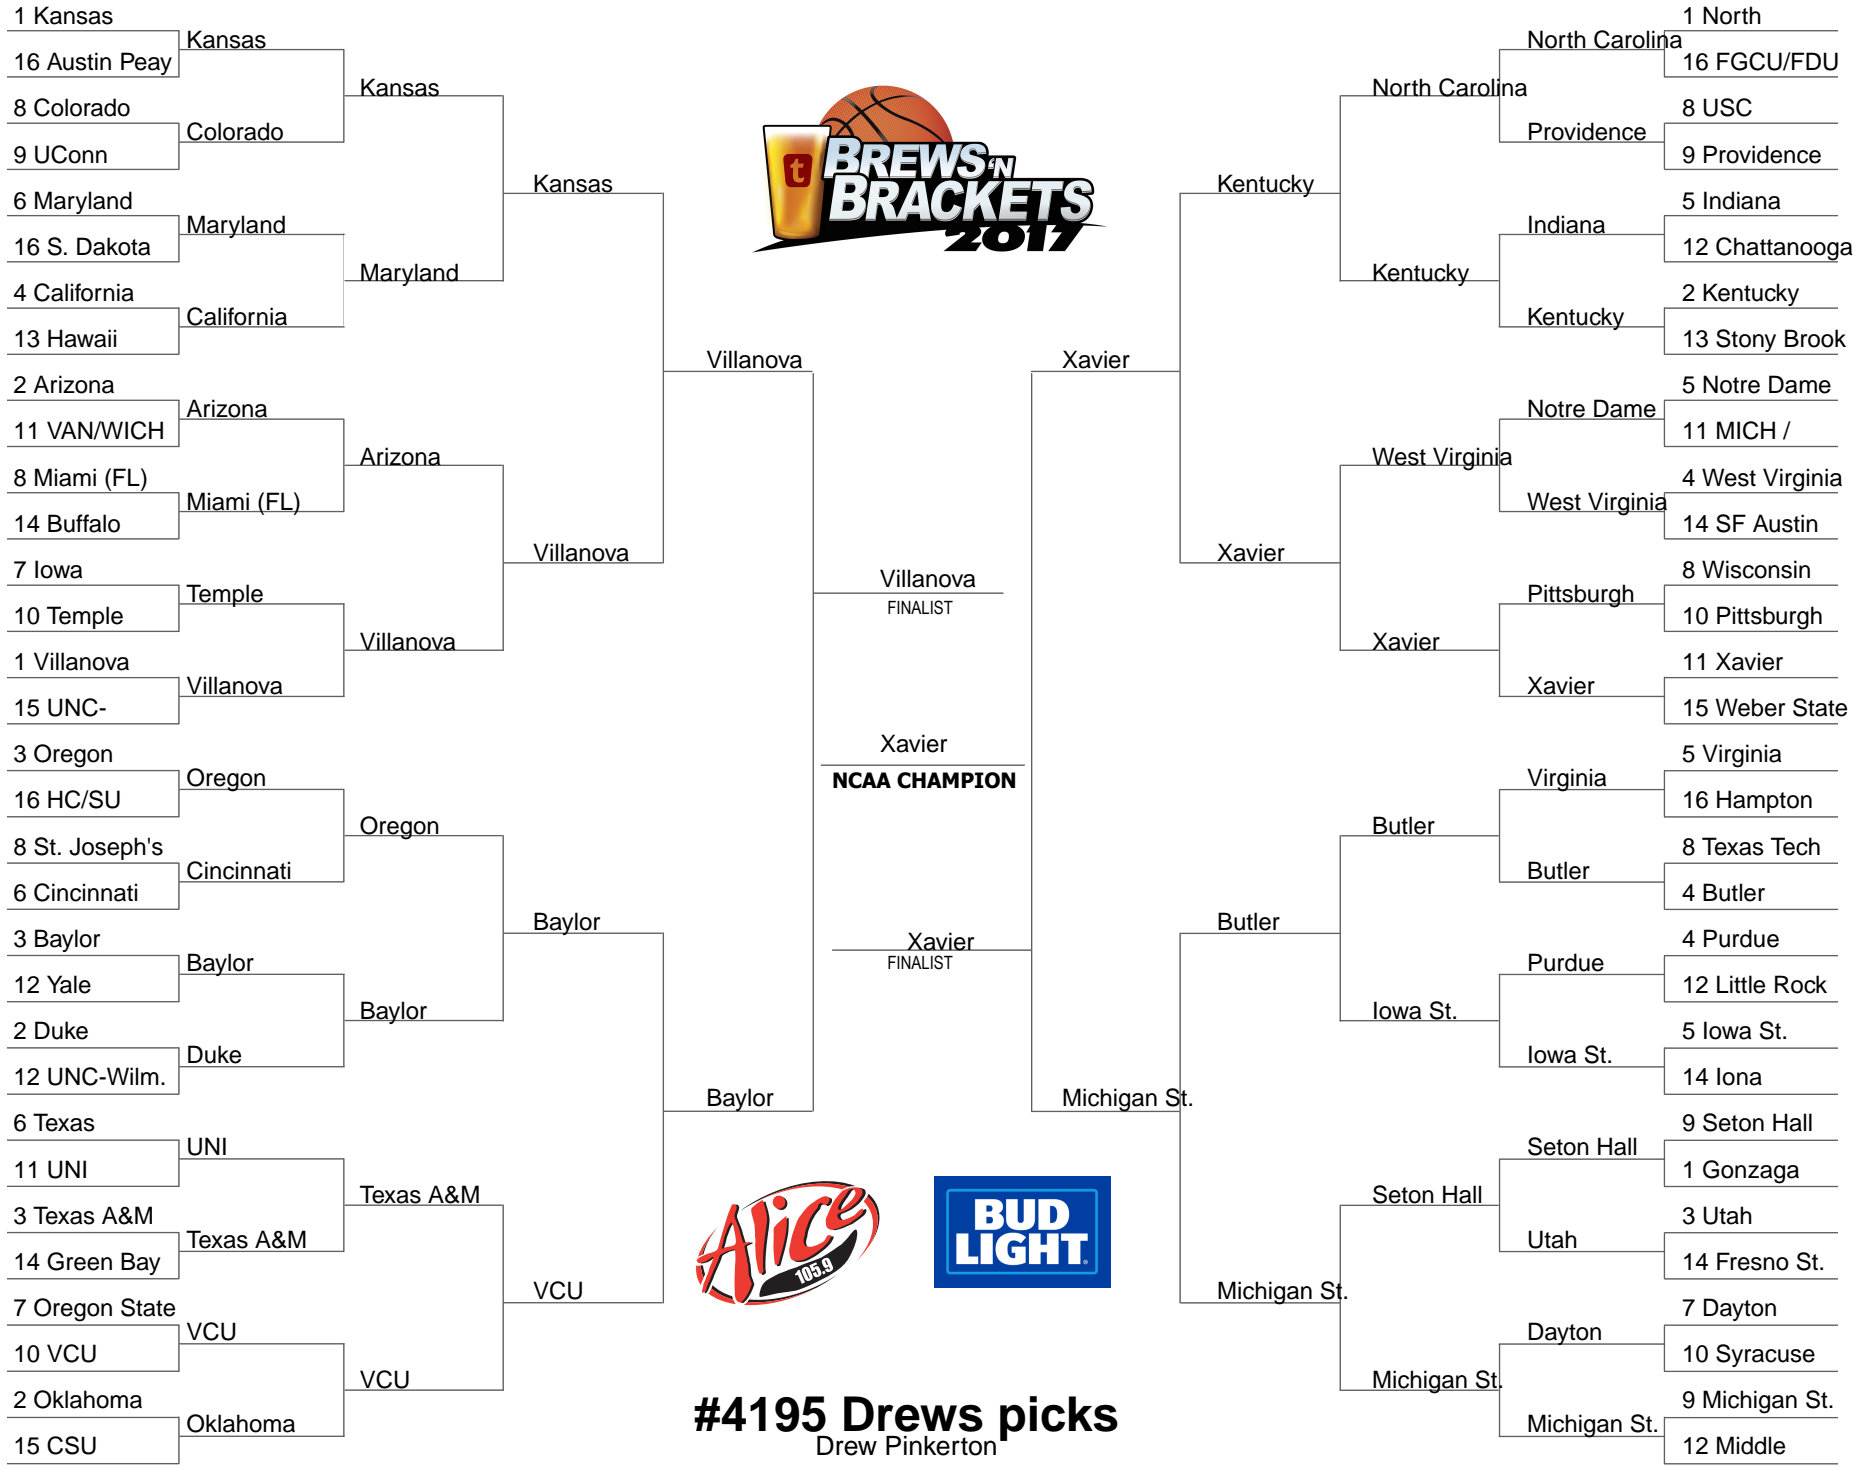 1 Kansas
16 Austin Peay
8 Colorado
9 UConn
6 Maryland
16 S. Dakota
4 California
13 Hawaii
2 Arizona
11 VAN/WICH
8 Miami (FL)
14 Buffalo
7 Iowa
10 Temple
1 Villanova
15 UNC-
3 Oregon
16 HC/SU
8 St. Joseph's
6 Cincinnati
3 Baylor
12 Yale
2 Duke
12 UNC-Wilm.
6 Texas
11 UNI
3 Texas A&M
14 Green Bay
7 Oregon State
10 VCU
2 Oklahoma
15 CSU
Kansas
Colorado
Maryland
California
Arizona
Miami (FL)
Temple
Villanova
Oregon
Cincinnati
Baylor
Duke
UNI
Texas A&M
VCU
Oklahoma
Kansas
Maryland
Arizona
Villanova
Oregon
Baylor
Texas A&M
VCU
Kansas
Villanova
Baylor
VCU
Villanova
Baylor
t
BREWS 'N
BRACKETS
2017
Villanova
FINALIST
Xavier
NCAA CHAMPION
Xavier
FINALIST
Alice
105.9
BUD
LIGHT
#4195 Drews picks
Drew Pinkerton
Xavier
Michigan St.
Kentucky
Xavier
Butler
Michigan St.
North Carolina
Kentucky
West Virginia
Xavier
Butler
Iowa St.
Seton Hall
Michigan St.
North Carolina
Providence
Indiana
Kentucky
Notre Dame
West Virginia
Pittsburgh
Xavier
Virginia
Butler
Purdue
Iowa St.
Seton Hall
Utah
Dayton
Michigan St.
1 North
16 FGCU/FDU
8 USC
9 Providence
5 Indiana
12 Chattanooga
2 Kentucky
13 Stony Brook
5 Notre Dame
11 MICH /
4 West Virginia
14 SF Austin
8 Wisconsin
10 Pittsburgh
11 Xavier
15 Weber State
5 Virginia
16 Hampton
8 Texas Tech
4 Butler
4 Purdue
12 Little Rock
5 Iowa St.
14 Iona
9 Seton Hall
1 Gonzaga
3 Utah
14 Fresno St.
7 Dayton
10 Syracuse
9 Michigan St.
12 Middle